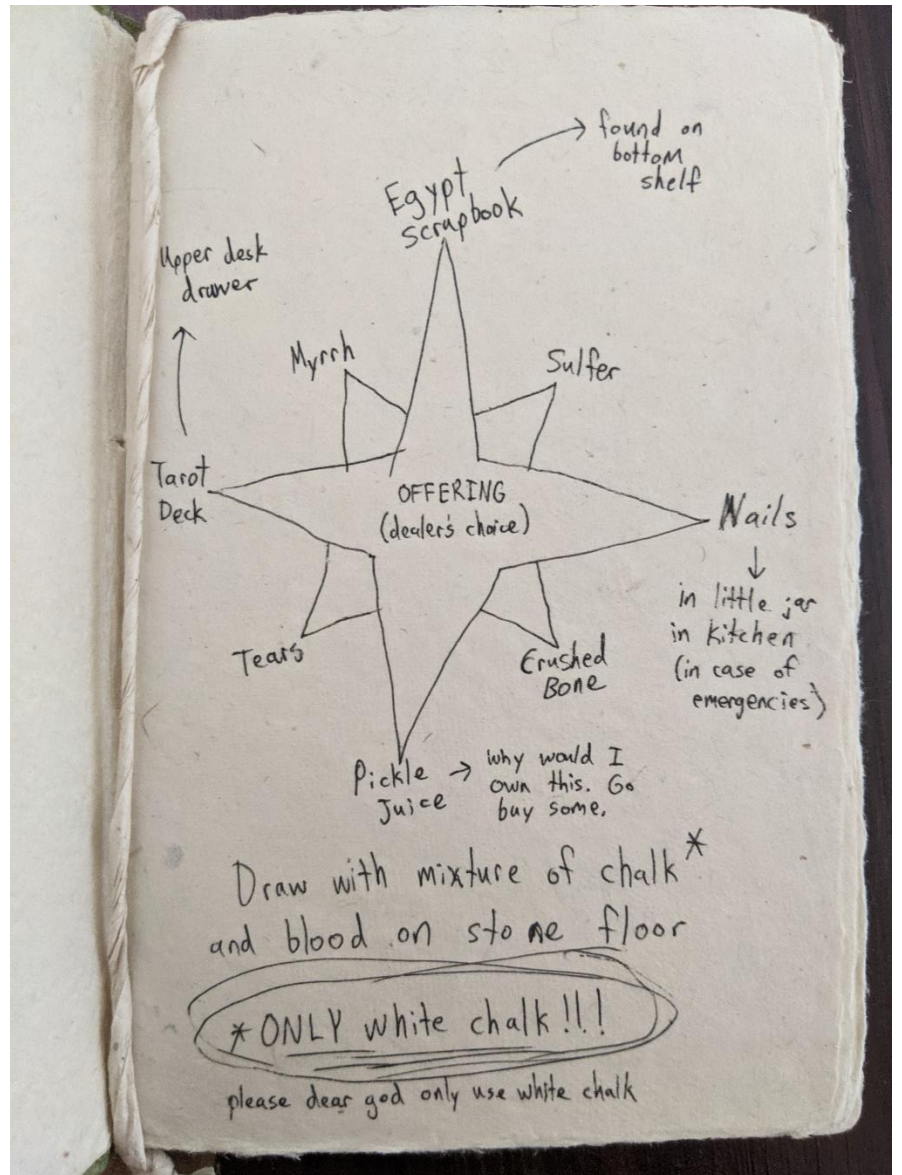 found on
bottom
shelf
Egypt
scrapbook
Upper desk
drawer
Myrrh
Sulfer
Tarot
Deck
OFFERING
(dealer's choice)
Nails
in little jar
in kitchen
(in case of
emergencies)
Tears
Crushed
Bone
Pickle
Juice
why would I
own this. Go
buy some.
Draw with mixture of chalk*
and blood on stone floor
*ONLY white chalk!!!
please dear god only use white chalk